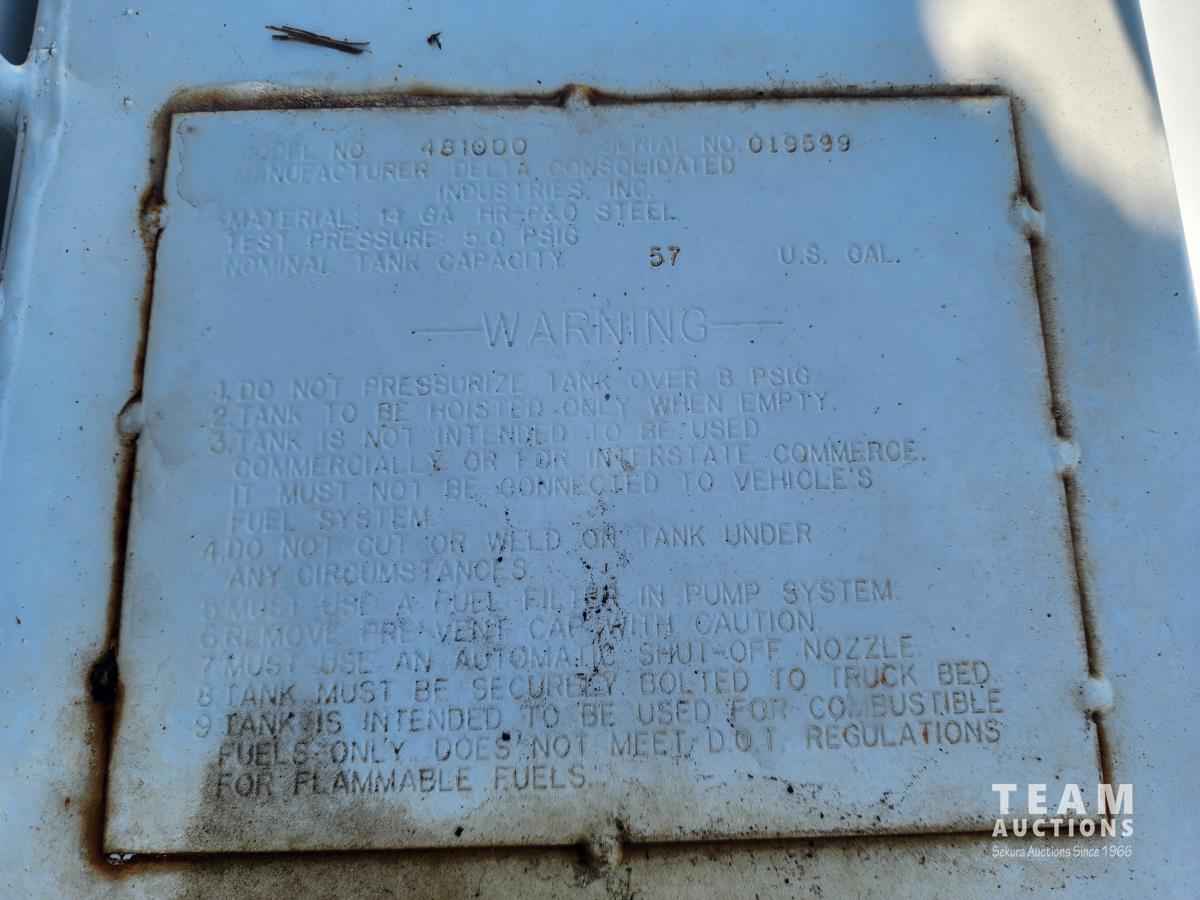 MODEL NO. 481000 SERIAL NO. 019599
MANUFACTURER: DELTA CONSOLIDATED
INDUSTRIES, INC.
MATERIAL: 14 GA. HR-P&O STEEL
TEST PRESSURE: 5.0 PSIG
NOMINAL TANK CAPACITY 57 U.S. GAL.
WARNING
1. DO NOT PRESSURIZE TANK OVER 8 PSIG.
2. TANK TO BE HOISTED ONLY WHEN EMPTY.
3. TANK IS NOT INTENDED TO BE USED
COMMERCIALLY OR FOR INTERSTATE COMMERCE.
IT MUST NOT BE CONNECTED TO VEHICLE'S
FUEL SYSTEM.
4. DO NOT CUT OR WELD ON TANK UNDER
ANY CIRCUMSTANCES.
5. MUST USE A FUEL FILTER IN PUMP SYSTEM.
6. REMOVE VENT CAP WITH CAUTION.
7. MUST USE AN AUTOMATIC SHUT-OFF NOZZLE.
8. TANK MUST BE SECURELY BOLTED TO TRUCK BED.
9. TANK IS INTENDED TO BE USED FOR COMBUSTIBLE
FUELS ONLY. DOES NOT MEET D.O.T. REGULATIONS
FOR FLAMMABLE FUELS.
TEAM
AUCTIONS
Sekura Auctions Since 1966